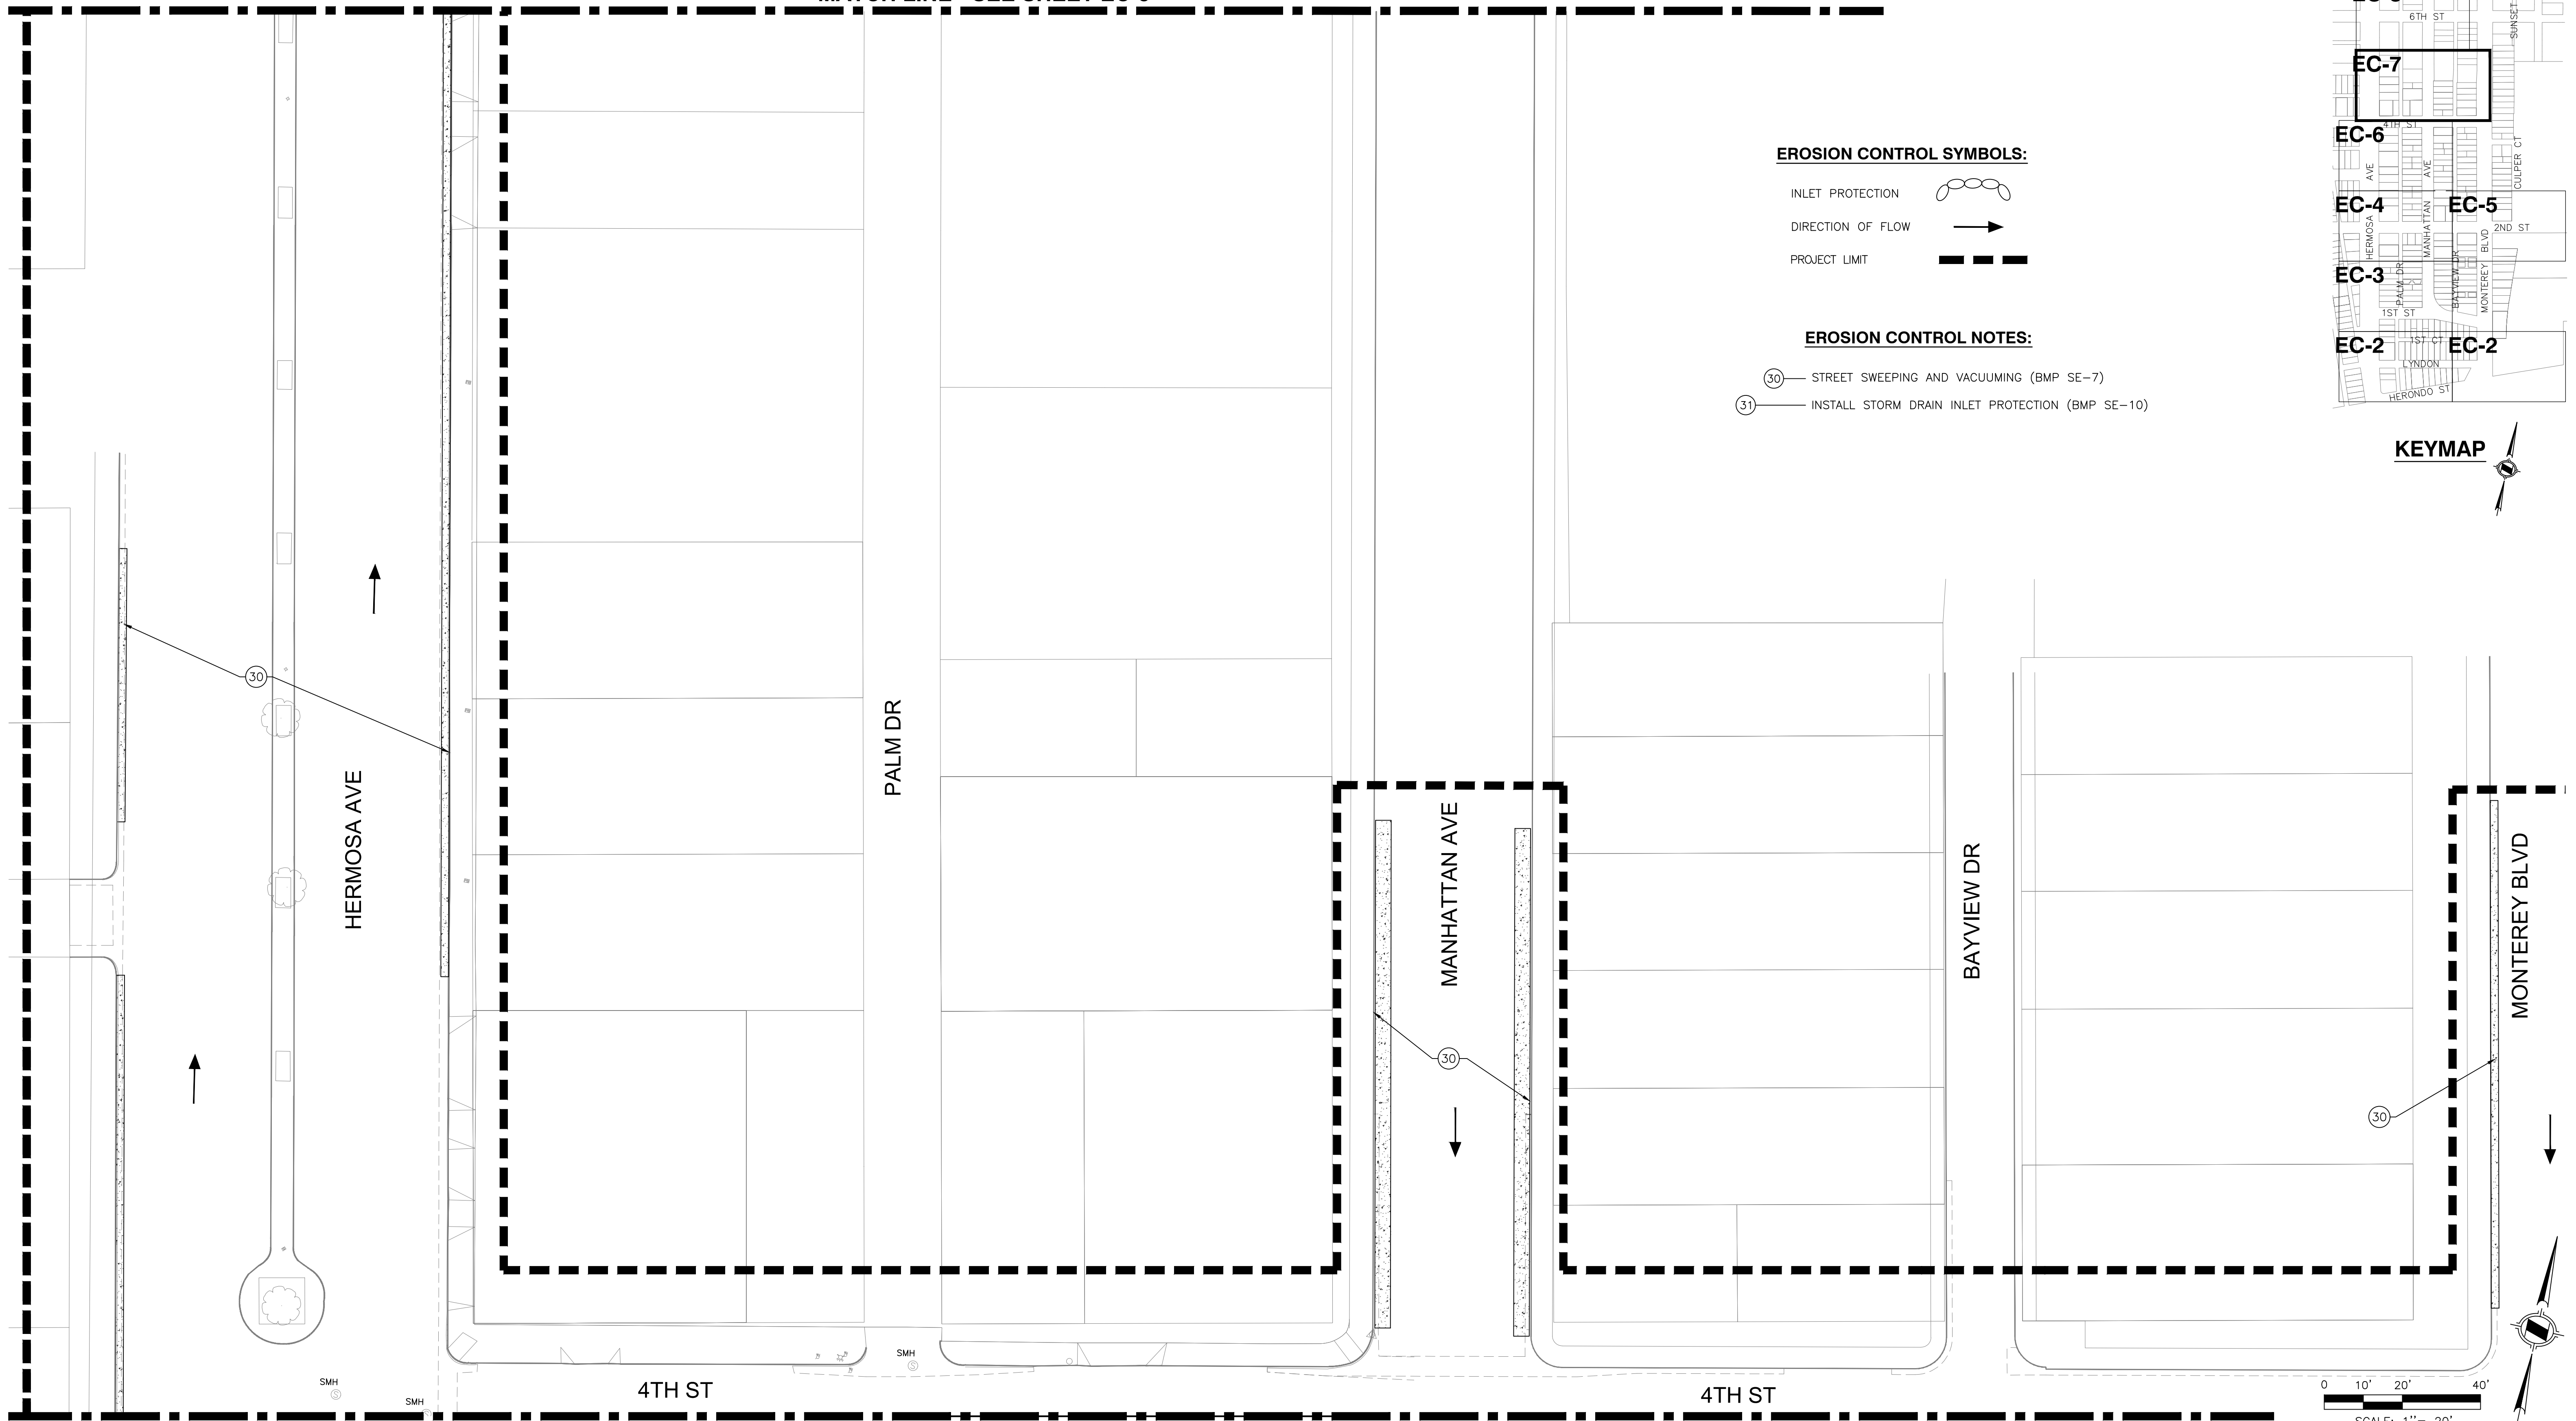 6TH ST
SUNSET
EC-7
4TH ST
EC-6
HERMOSA AVE
MANHATTAN AVE
CULPER CT
EC-4
EC-5
2ND ST
EC-3
PALM DR
BAYVIEW DR
MONTEREY BLVD
1ST ST
EC-2
1ST CT
EC-2
LYNDON
HERONDO ST
KEYMAP
EROSION CONTROL SYMBOLS:
INLET PROTECTION
DIRECTION OF FLOW
PROJECT LIMIT
EROSION CONTROL NOTES:
30 STREET SWEEPING AND VACUUMING (BMP SE-7)
31 INSTALL STORM DRAIN INLET PROTECTION (BMP SE-10)
30
HERMOSA AVE
PALM DR
MANHATTAN AVE
30
BAYVIEW DR
MONTEREY BLVD
30
SMH
S
SMH
SMH
S
4TH ST
4TH ST
0 10' 20' 40'